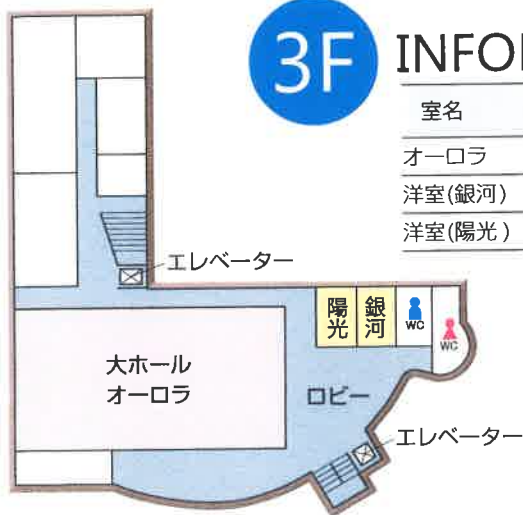 3F
室名
オーロラ
洋室(銀河)
洋室(陽光)
エレベーター
陽光
銀河
WC
WC
大ホール
オーロラ
ロビー
エレベーター